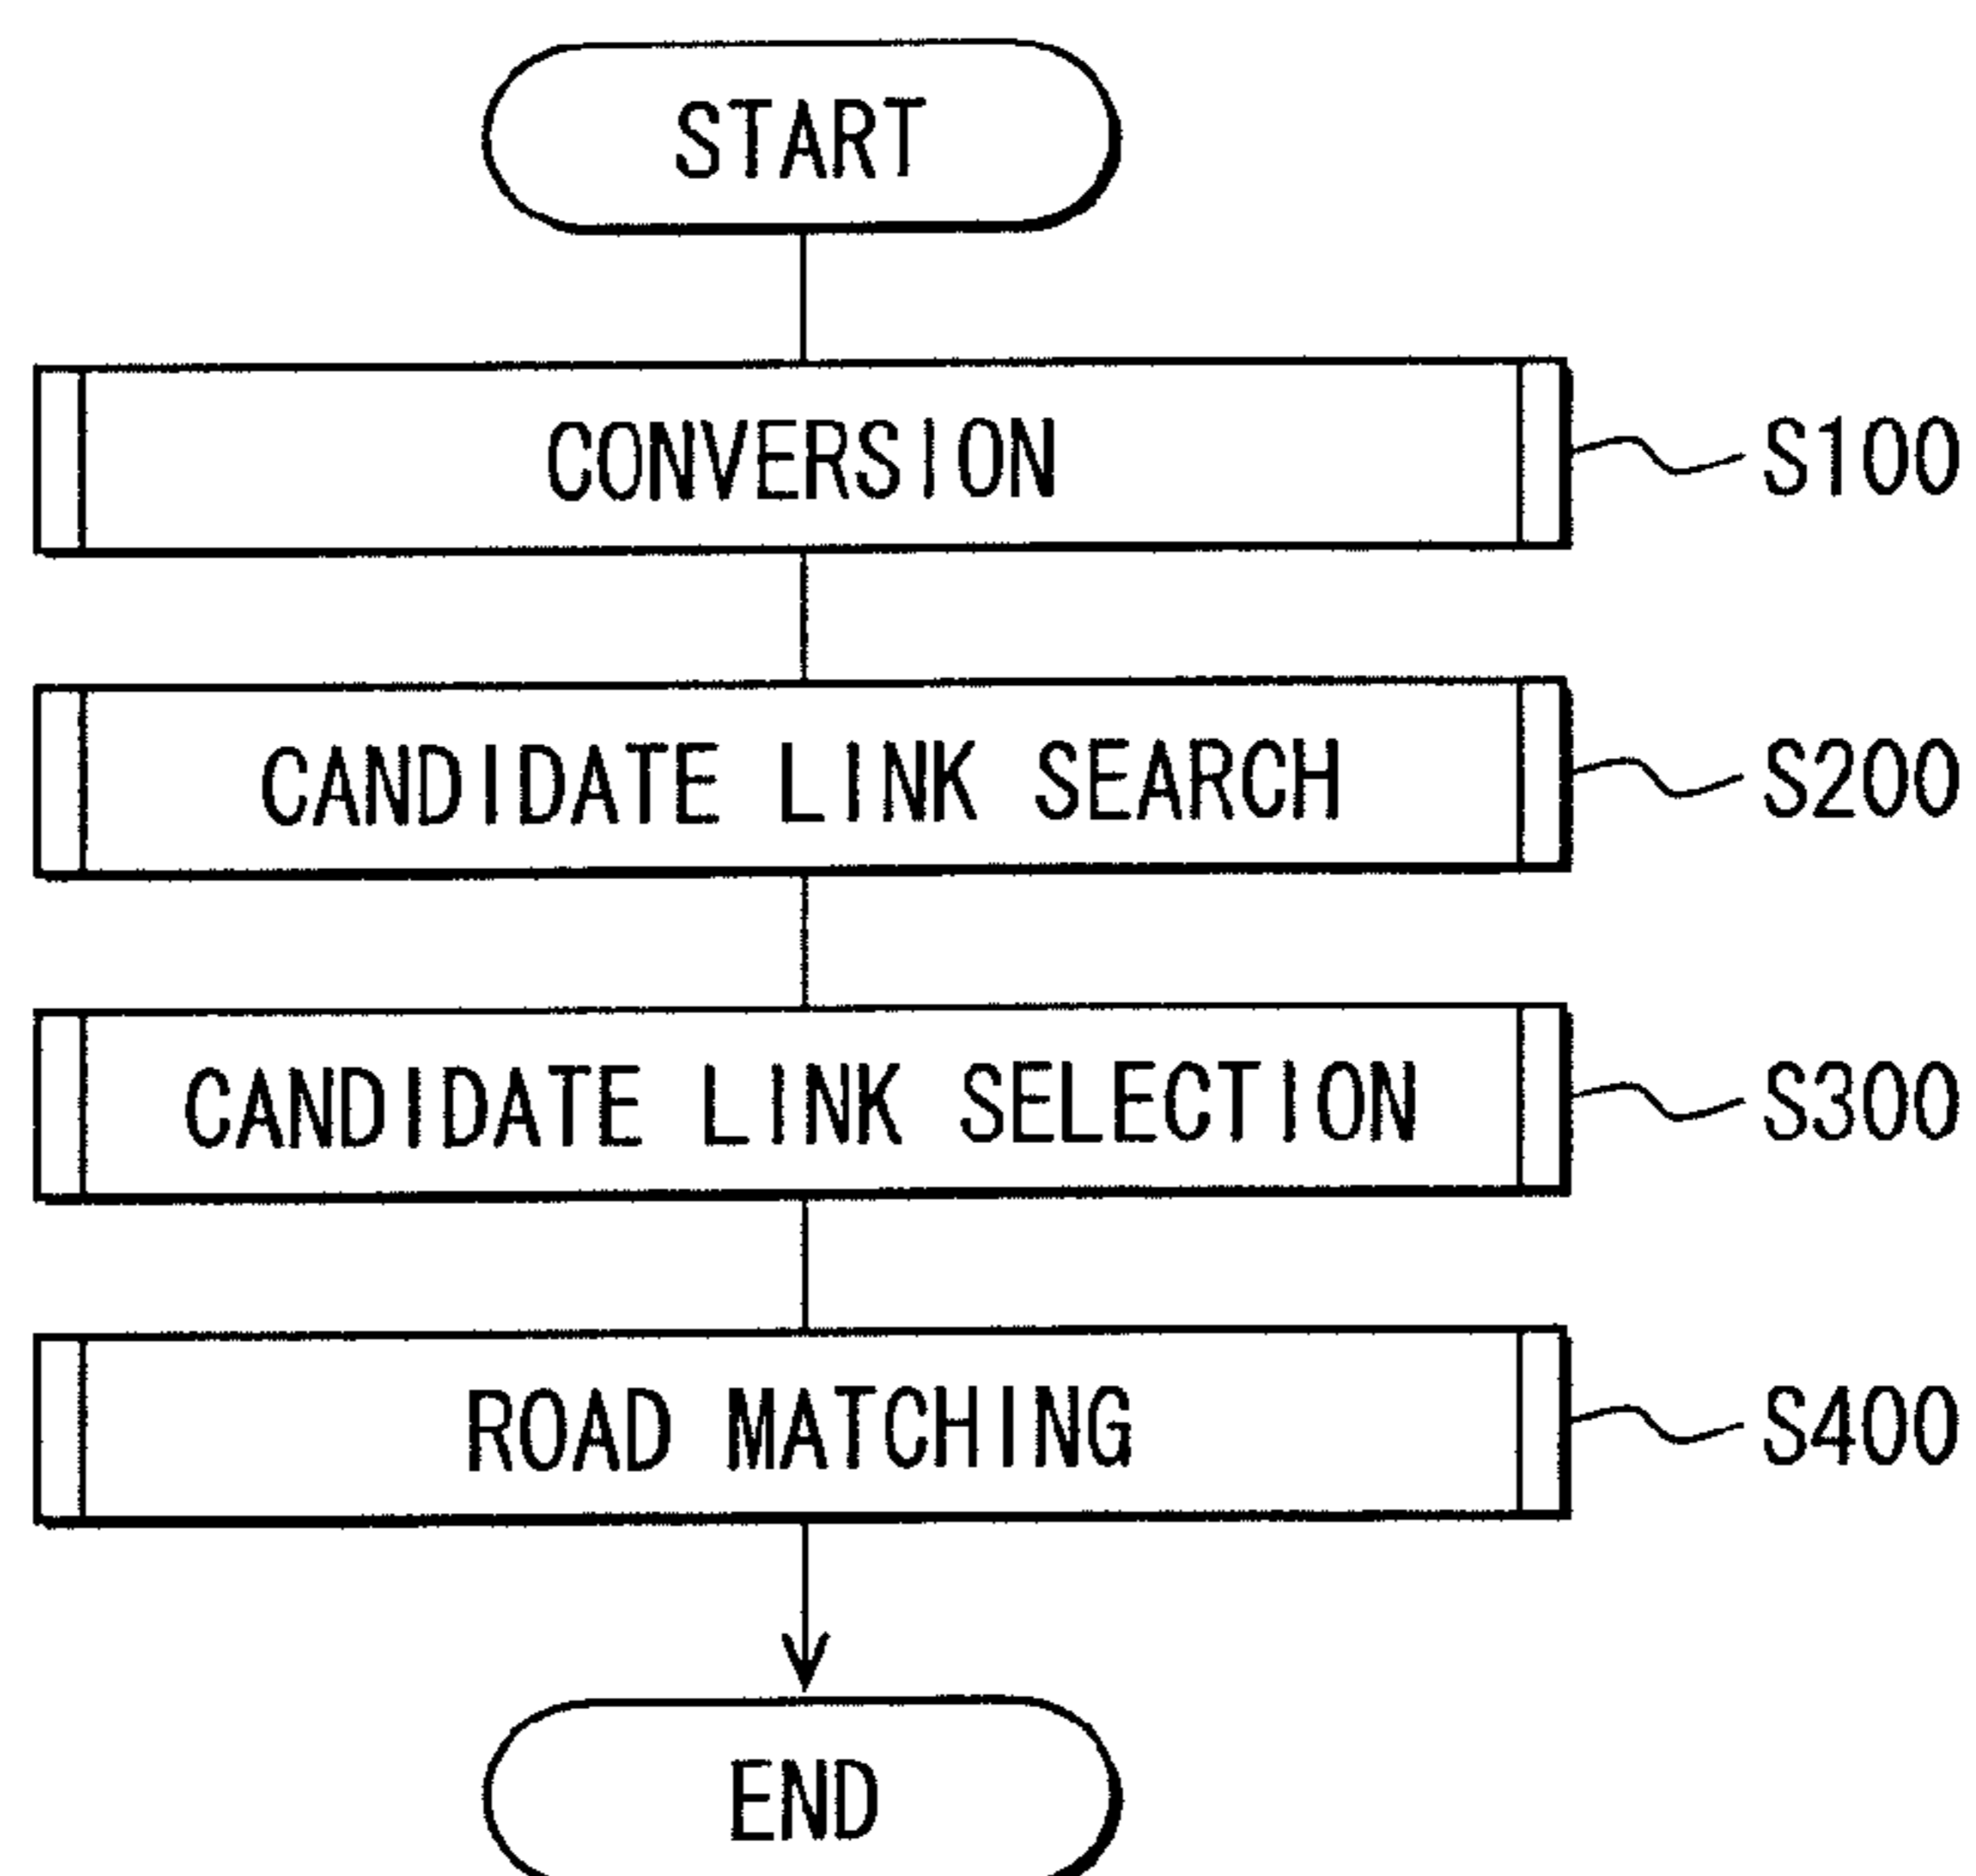 START
CONVERSION S100
CANDIDATE LINK SEARCH S200
CANDIDATE LINK SELECTION S300
ROAD MATCHING S400
END